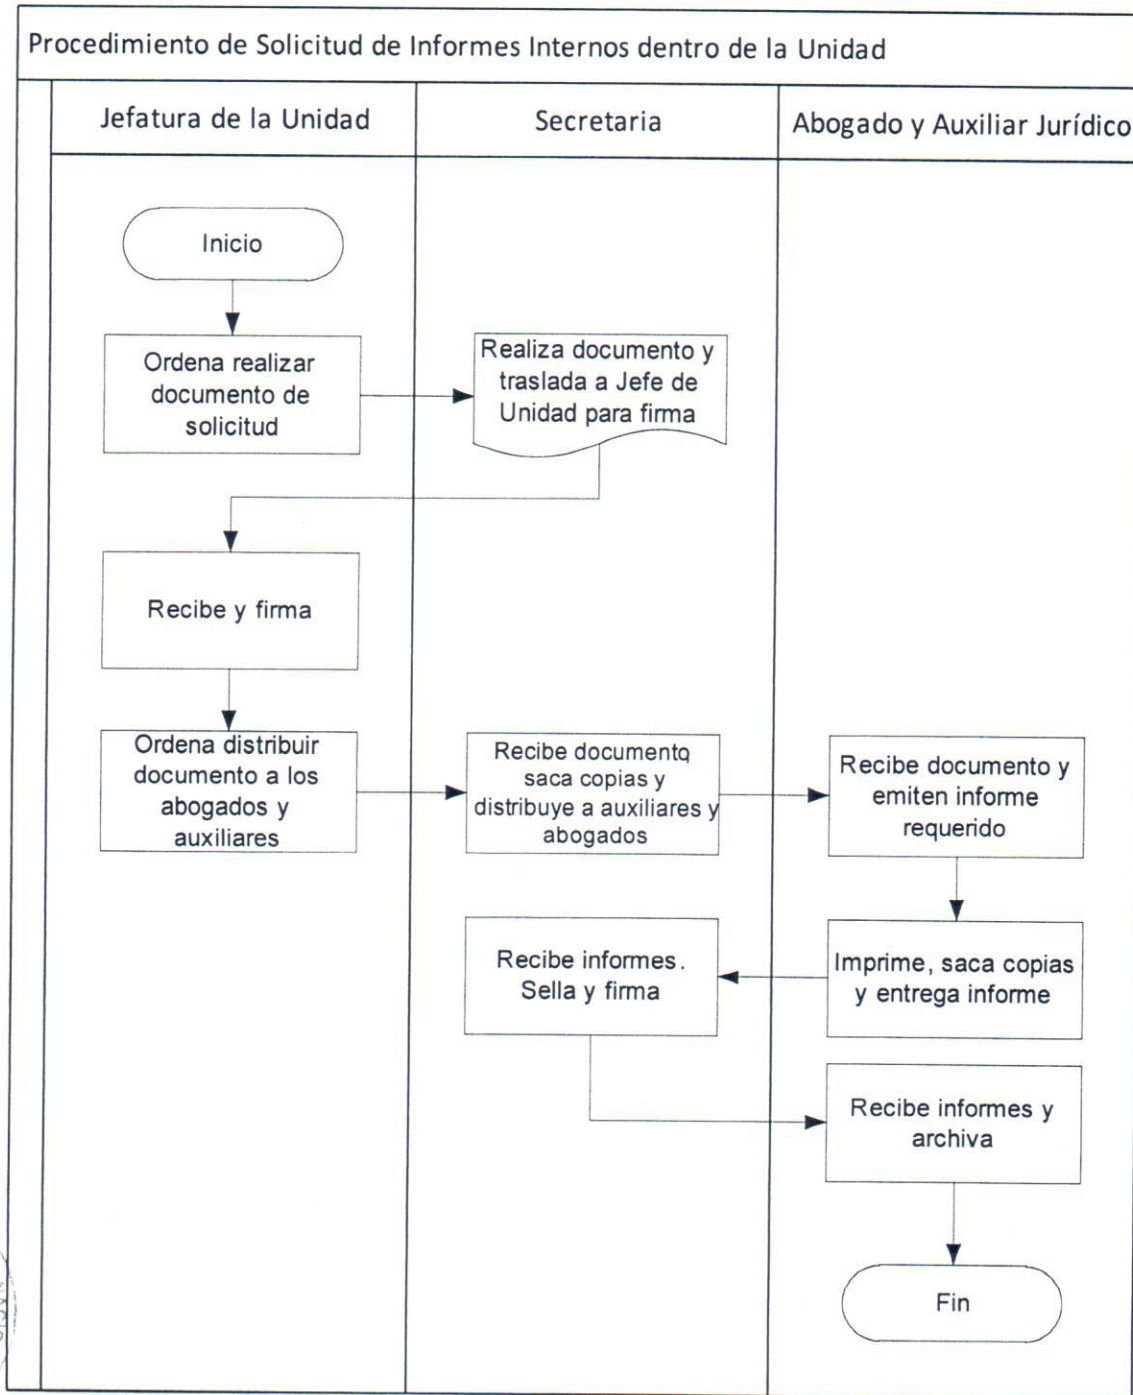 Procedimiento de Solicitud de Informes Internos dentro de la Unidad
Jefatura de la Unidad
Secretaria
Abogado y Auxiliar Jurídico
Inicio
Ordena realizar
documento de
solicitud
Realiza documento y
traslada a Jefe de
Unidad para firma
Recibe y firma
Ordena distribuir
documento a los
abogados y
auxiliares
Recibe documento
saca copias y
distribuye a auxiliares y
abogados
Recibe documento y
emiten informe
requerido
Imprime, saca copias
y entrega informe
Recibe informes.
Sella y firma
Recibe informes y
archiva
Fin